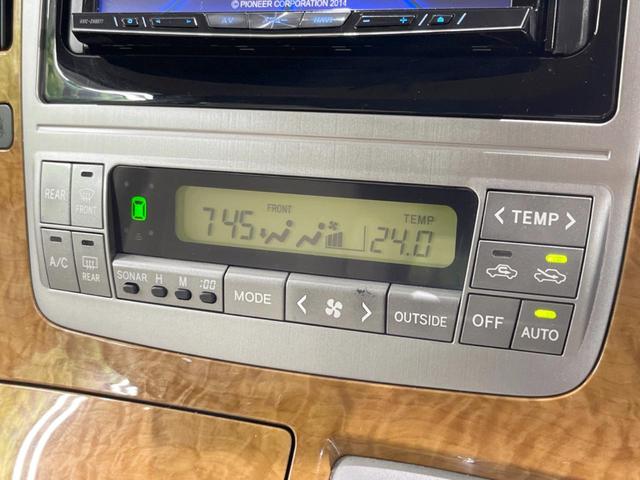 © PIONEER CORPORATION 2014
AV
NAVI
REAR
FRONT
A/C
REAR
7:45
FRONT
TEMP
24.0
SONAR H M :00
MODE
OUTSIDE
< TEMP >
OFF
AUTO